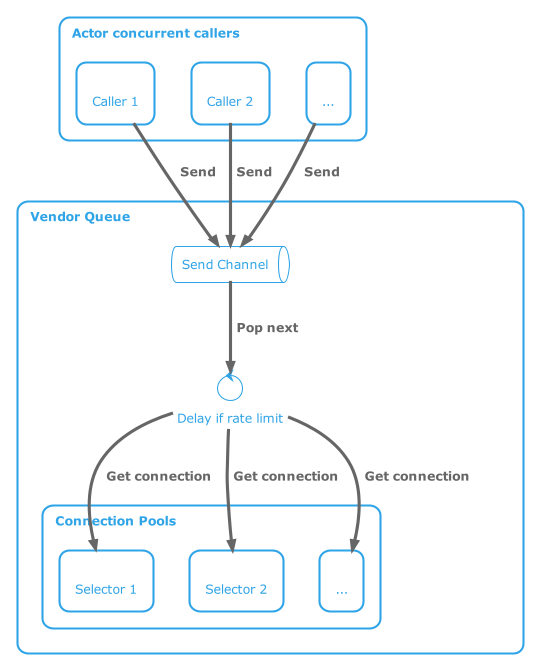 Actor concurrent callers
Caller 1
Caller 2
...
Send
Send
Send
Vendor Queue
Send Channel
Pop next
Delay if rate limit
Get connection
Get connection
Get connection
Connection Pools
Selector 1
Selector 2
...